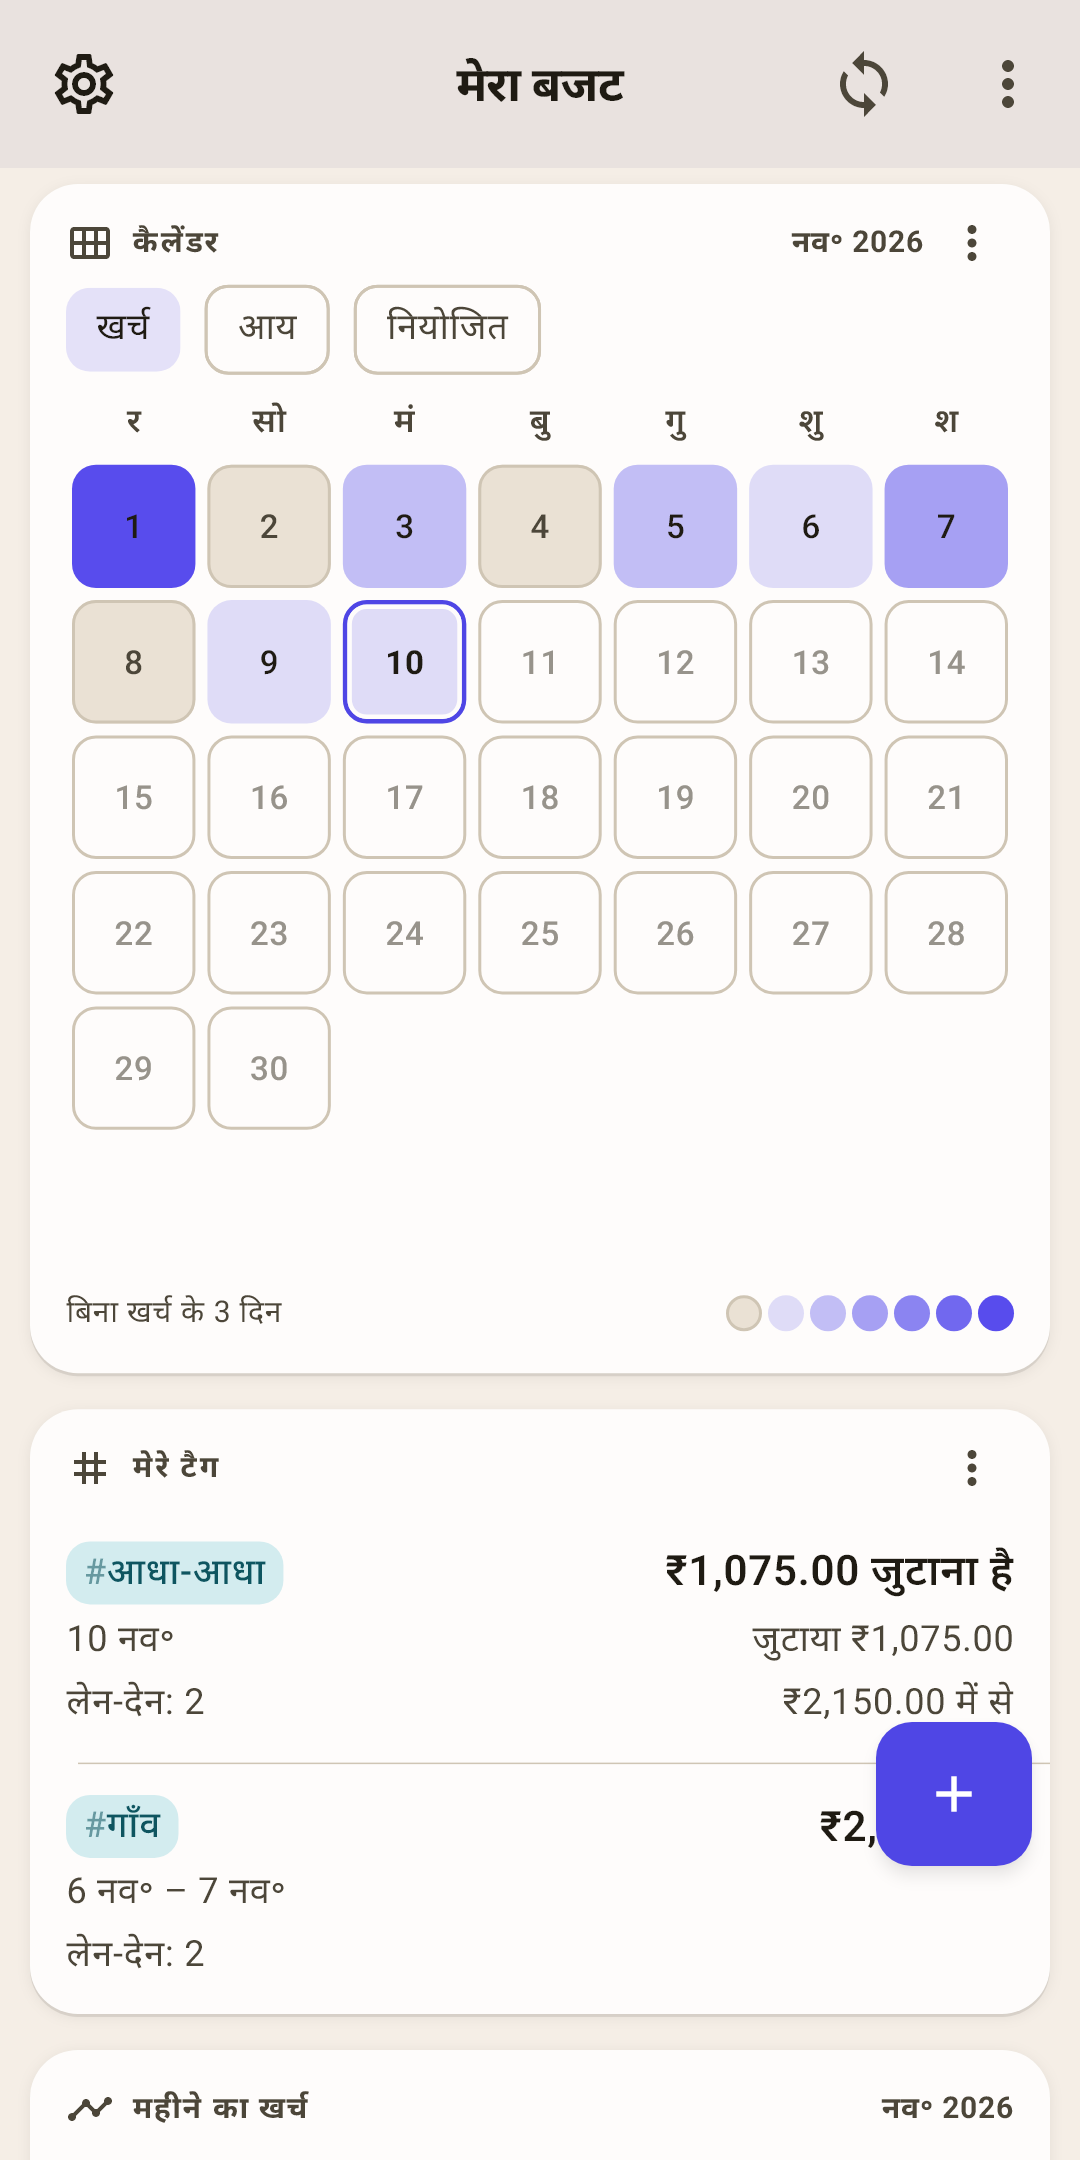 मेरा बजट
कैलेंडर नव॰ 2026
खर्च आय नियोजित
र सो मं बु गु शु श
1 2 3 4 5 6 7
8 9 10 11 12 13 14
15 16 17 18 19 20 21
22 23 24 25 26 27 28
29 30
बिना खर्च के 3 दिन
मेरे टैग
#आधा-आधा ₹1,075.00 जुटाना है
10 नव॰ जुटाया ₹1,075.00
लेन-देन: 2 ₹2,150.00 में से
#गाँव
6 नव॰ – 7 नव॰
लेन-देन: 2
महीने का खर्च नव॰ 2026